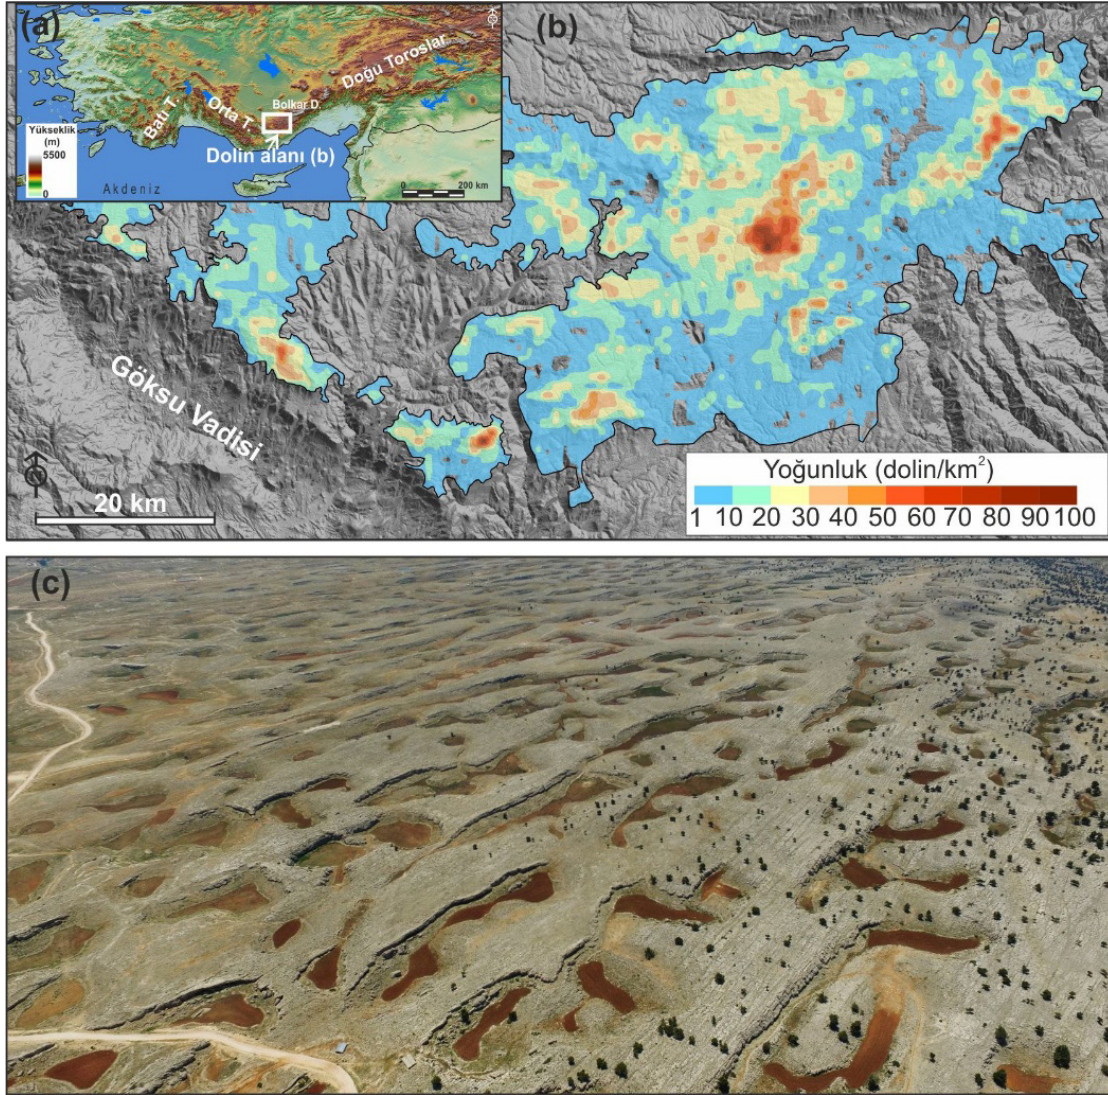 (a)
Doğu Toroslar
Bolkar D.
Orta T.
Batı T.
Dolin alanı (b)
Yükseklik
(m)
5500
0
Akdeniz
0 200 km
(b)
Göksu Vadisi
20 km
Yoğunluk (dolin/km²)
1 10 20 30 40 50 60 70 80 90 100
(c)